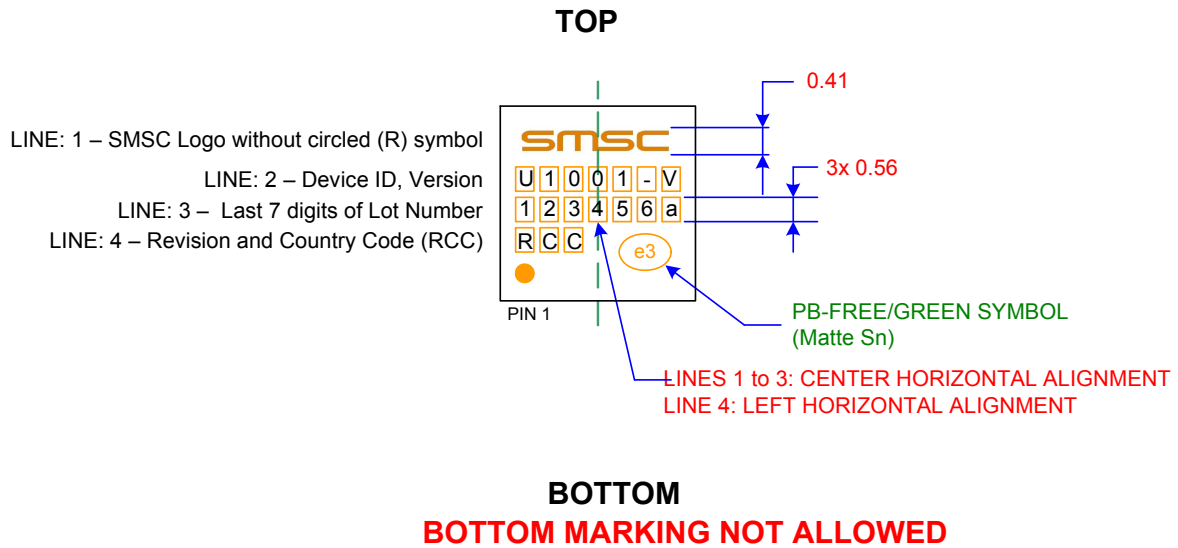 TOP
0.41
LINE: 1 – SMSC Logo without circled (R) symbol
SMSC
3x 0.56
LINE: 2 – Device ID, Version
U1001-V
LINE: 3 – Last 7 digits of Lot Number
123456a
LINE: 4 – Revision and Country Code (RCC)
RCC
e3
PIN 1
PB-FREE/GREEN SYMBOL
(Matte Sn)
LINES 1 to 3: CENTER HORIZONTAL ALIGNMENT
LINE 4: LEFT HORIZONTAL ALIGNMENT
BOTTOM
BOTTOM MARKING NOT ALLOWED